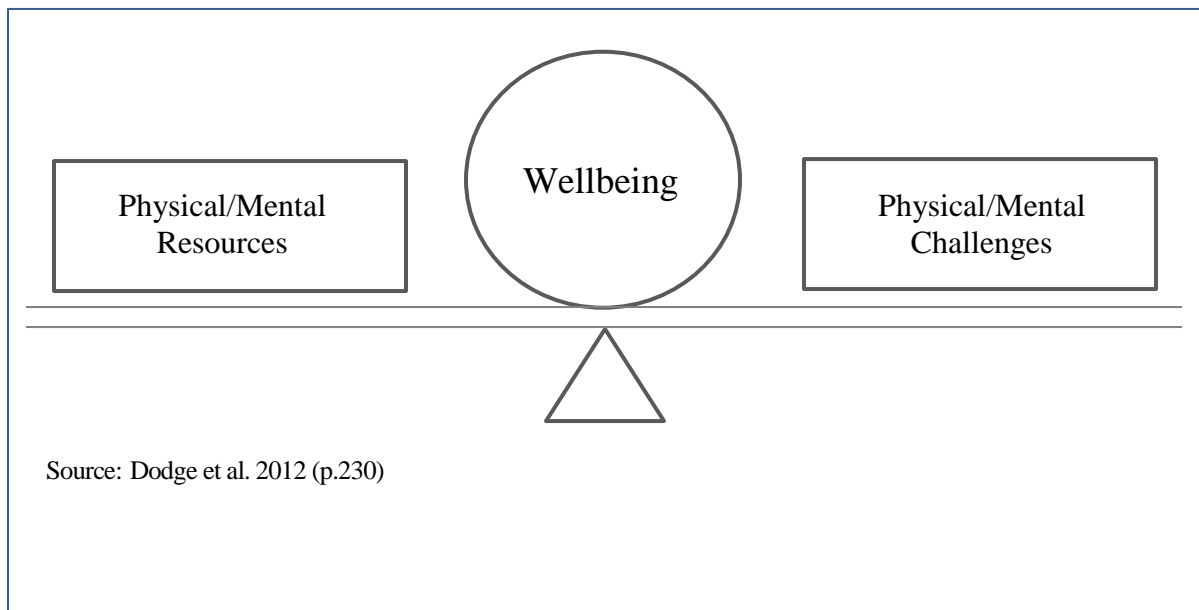 Physical/Mental
Resources
Wellbeing
Physical/Mental
Challenges
Source: Dodge et al. 2012 (p.230)